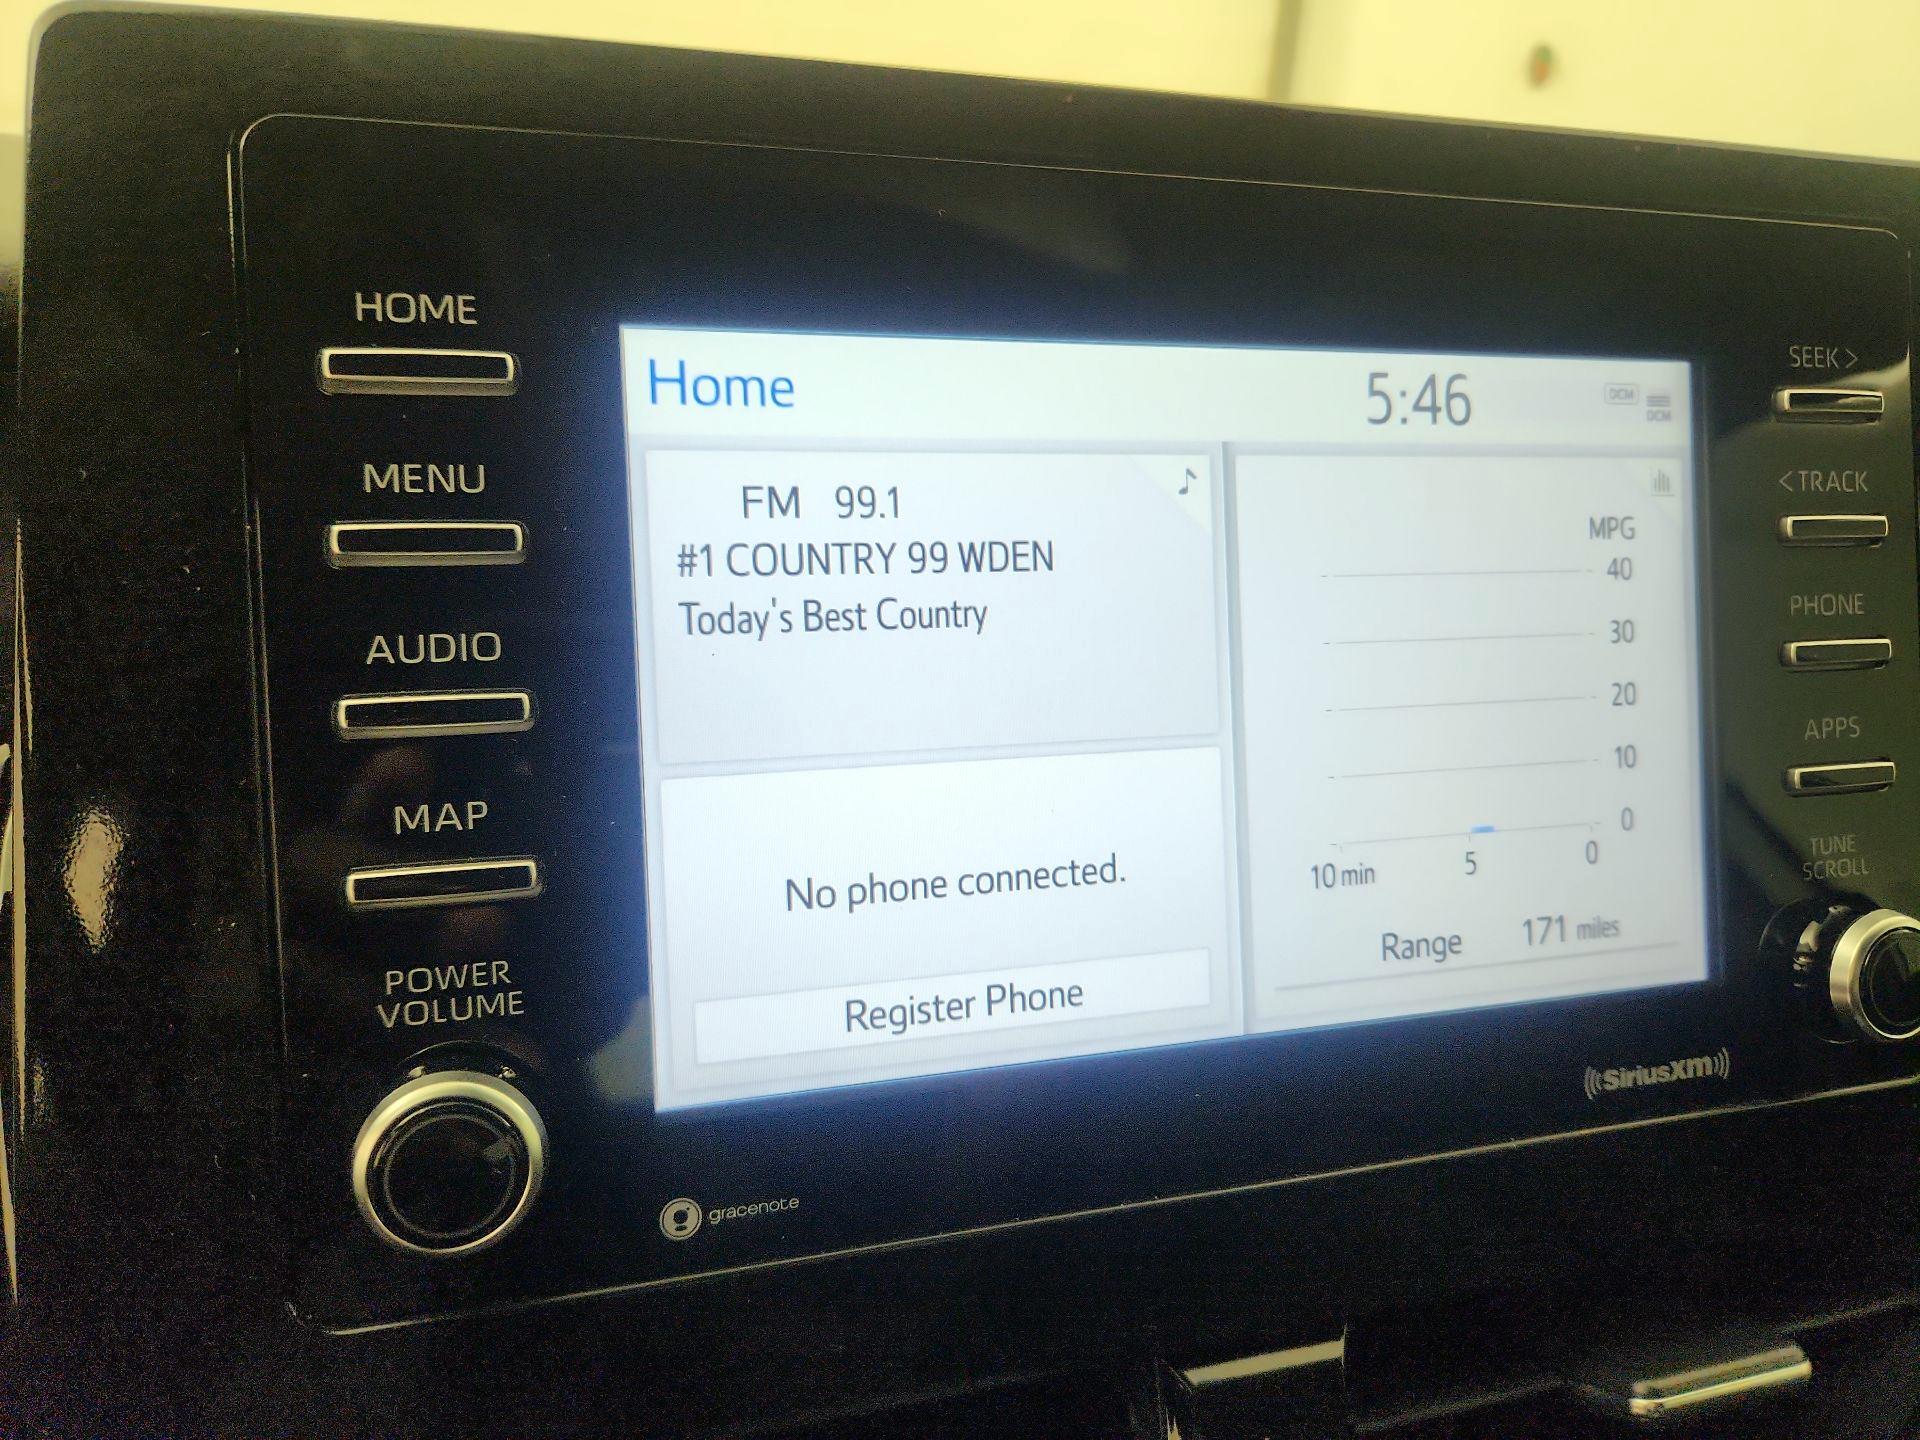 HOME
MENU
AUDIO
MAP
POWER
VOLUME
Home
5:46
DCM
DCM
FM 99.1
#1 COUNTRY 99 WDEN
Today's Best Country
No phone connected.
Register Phone
MPG
40
30
20
10
0
10 min 5 0
Range 171 miles
SEEK >
< TRACK
PHONE
APPS
TUNE
SCROLL
gracenote
((SiriusXM))